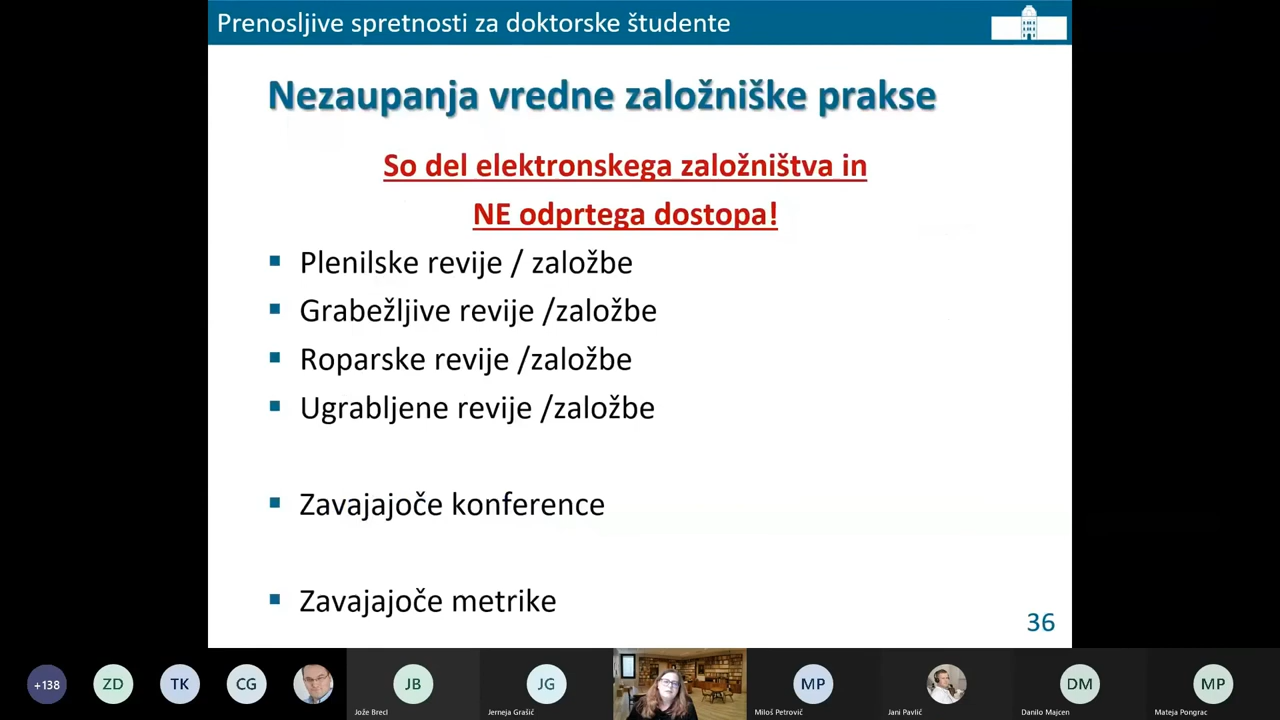 Prenosljive spretnosti za doktorske študente
Nezaupanja vredne založniške prakse
So del elektronskega založništva in
NE odprtega dostopa!
Plenilske revije / založbe
Grabežljive revije /založbe
Roparske revije /založbe
Ugrabljene revije /založbe
Zavajajoče konference
Zavajajoče metrike
36
+138
ZD
TK
CG
JB
JG
MP
DM
MP
Jože Brecl
Jerneja Grašič
Miloš Petrovič
Jani Pavlič
Danilo Majcen
Mateja Pongrac